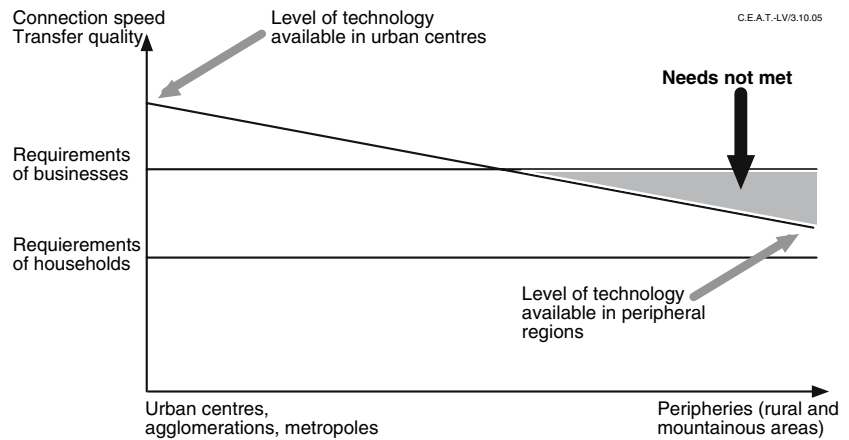 Connection speed
Transfer quality
Level of technology
available in urban centres
C.E.A.T.-LV/3.10.05
Needs not met
Requirements
of businesses
Requierements
of households
Level of technology
available in peripheral
regions
Urban centres,
agglomerations, metropoles
Peripheries (rural and
mountainous areas)